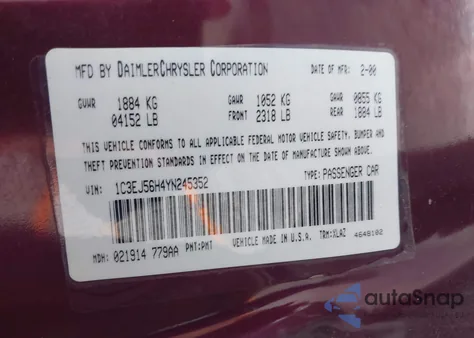 MFD BY DAIMLERCHRYSLER CORPORATION DATE OF MFR: 2-00
GVWR 1884 KG GAWR 1052 KG GAWR 0855 KG
04152 LB FRONT 2318 LB REAR 1884 LB
THIS VEHICLE CONFORMS TO ALL APPLICABLE FEDERAL MOTOR VEHICLE SAFETY, BUMPER AND
THEFT PREVENTION STANDARDS IN EFFECT ON THE DATE OF MANUFACTURE SHOWN ABOVE.
VIN: 1C3EJ56H4YN245352 TYPE: PASSENGER CAR
MDH: 021914 779AA PNT:PMT VEHICLE MADE IN U.S.A. TRM:XLAZ 4648102
autoSnap